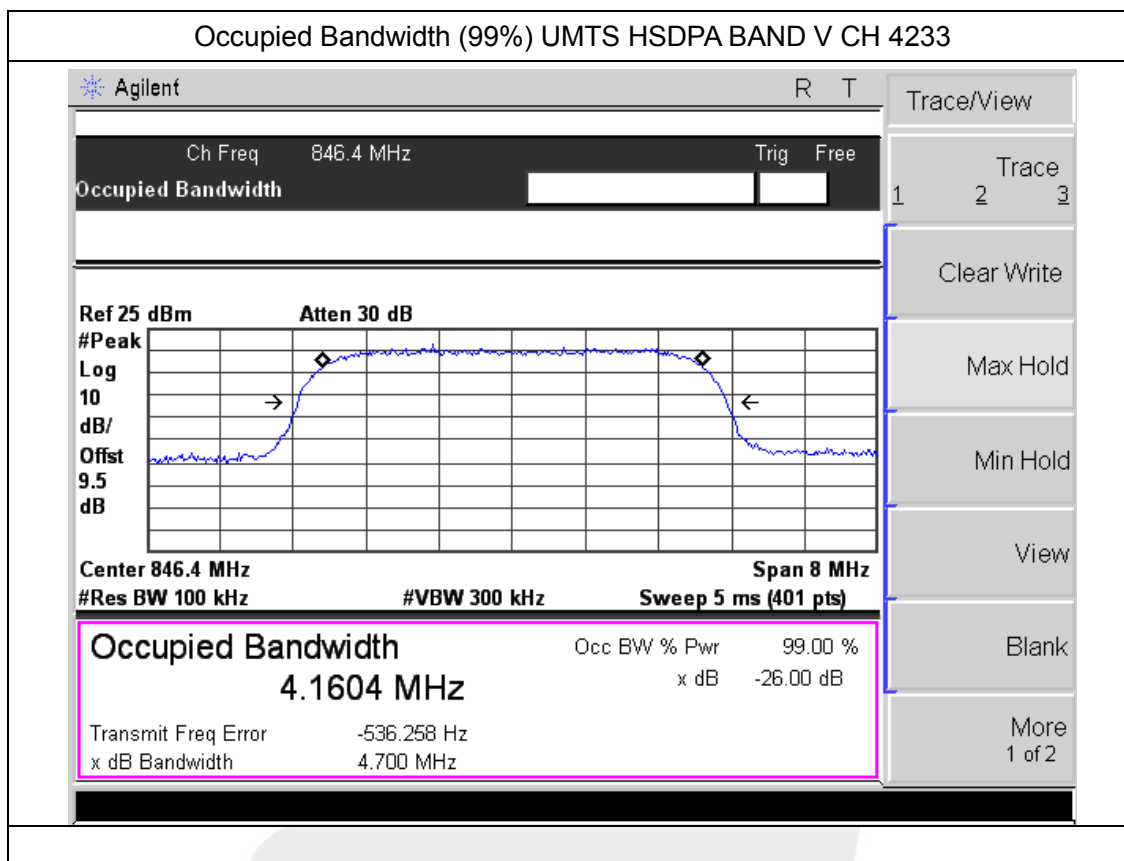 Occupied Bandwidth (99%) UMTS HSDPA BAND V CH 4233
Agilent R T
Trace/View
Ch Freq 846.4 MHz Trig Free
Occupied Bandwidth
Trace
1 2 3
Clear Write
Ref 25 dBm Atten 30 dB
#Peak
Log
10
dB/
Offst
9.5
dB
Max Hold
Min Hold
View
Center 846.4 MHz Span 8 MHz
#Res BW 100 kHz #VBW 300 kHz Sweep 5 ms (401 pts)
Occupied Bandwidth Occ BW % Pwr 99.00 %
4.1604 MHz x dB -26.00 dB
Blank
Transmit Freq Error -536.258 Hz
x dB Bandwidth 4.700 MHz
More
1 of 2